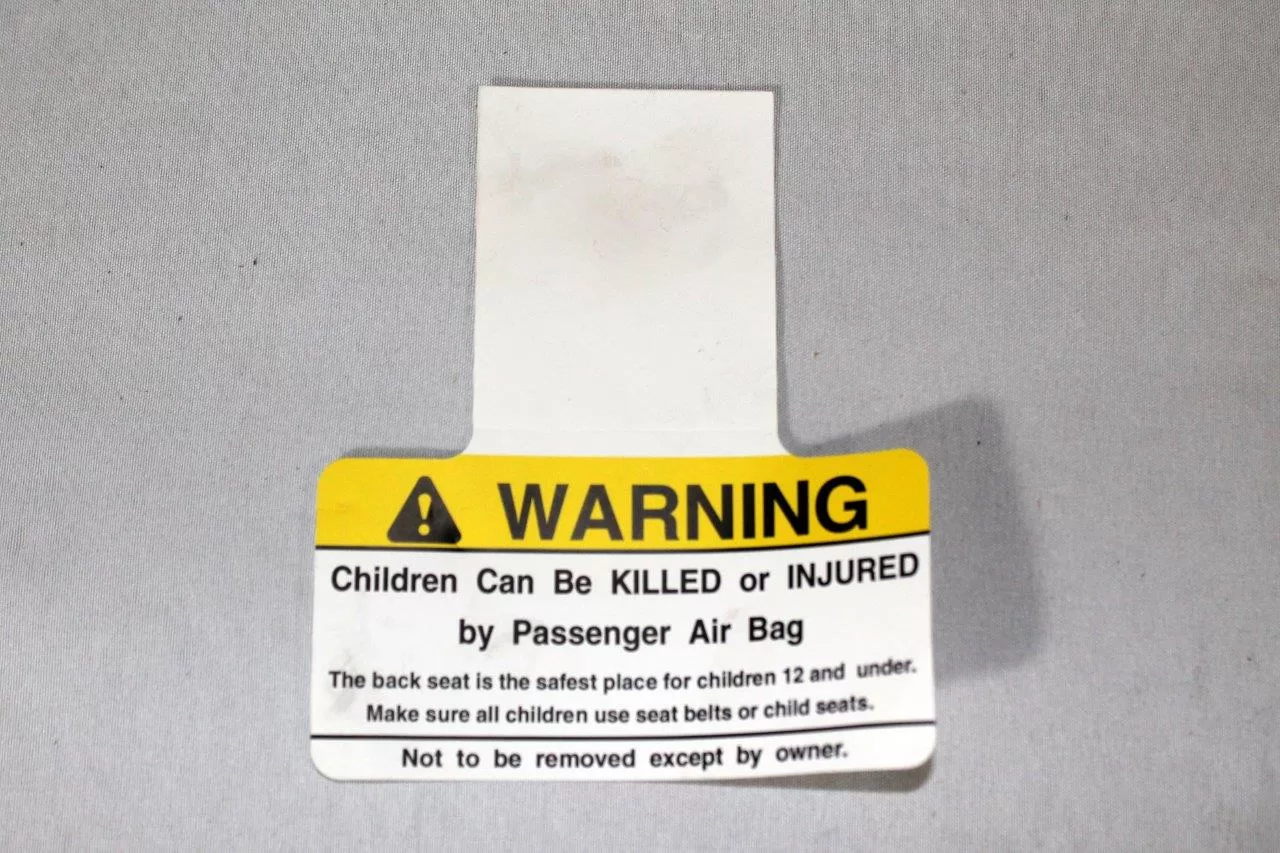 WARNING
Children Can Be KILLED or INJURED
by Passenger Air Bag
The back seat is the safest place for children 12 and under.
Make sure all children use seat belts or child seats.
Not to be removed except by owner.